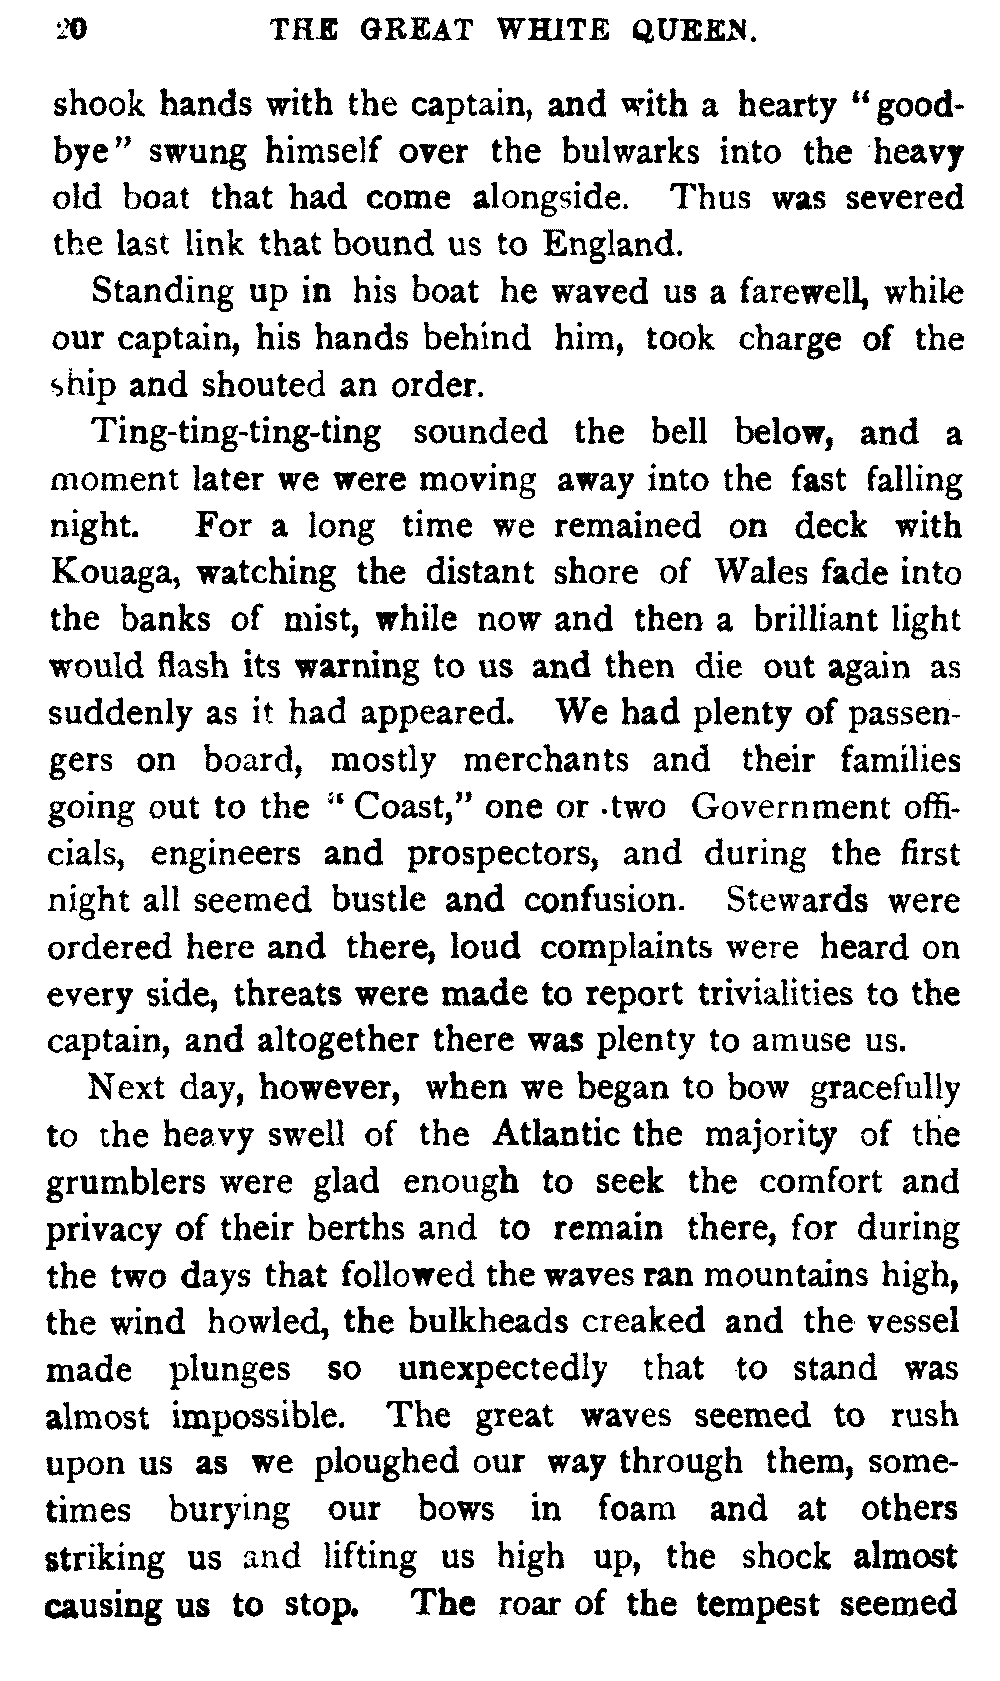 20 THE GREAT WHITE QUEEN.
shook hands with the captain, and with a hearty "good-
bye" swung himself over the bulwarks into the heavy
old boat that had come alongside. Thus was severed
the last link that bound us to England.
Standing up in his boat he waved us a farewell, while
our captain, his hands behind him, took charge of the
ship and shouted an order.
Ting-ting-ting-ting sounded the bell below, and a
moment later we were moving away into the fast falling
night. For a long time we remained on deck with
Kouaga, watching the distant shore of Wales fade into
the banks of mist, while now and then a brilliant light
would flash its warning to us and then die out again as
suddenly as it had appeared. We had plenty of passen-
gers on board, mostly merchants and their families
going out to the "Coast," one or two Government offi-
cials, engineers and prospectors, and during the first
night all seemed bustle and confusion. Stewards were
ordered here and there, loud complaints were heard on
every side, threats were made to report trivialities to the
captain, and altogether there was plenty to amuse us.
Next day, however, when we began to bow gracefully
to the heavy swell of the Atlantic the majority of the
grumblers were glad enough to seek the comfort and
privacy of their berths and to remain there, for during
the two days that followed the waves ran mountains high,
the wind howled, the bulkheads creaked and the vessel
made plunges so unexpectedly that to stand was
almost impossible. The great waves seemed to rush
upon us as we ploughed our way through them, some-
times burying our bows in foam and at others
striking us and lifting us high up, the shock almost
causing us to stop. The roar of the tempest seemed